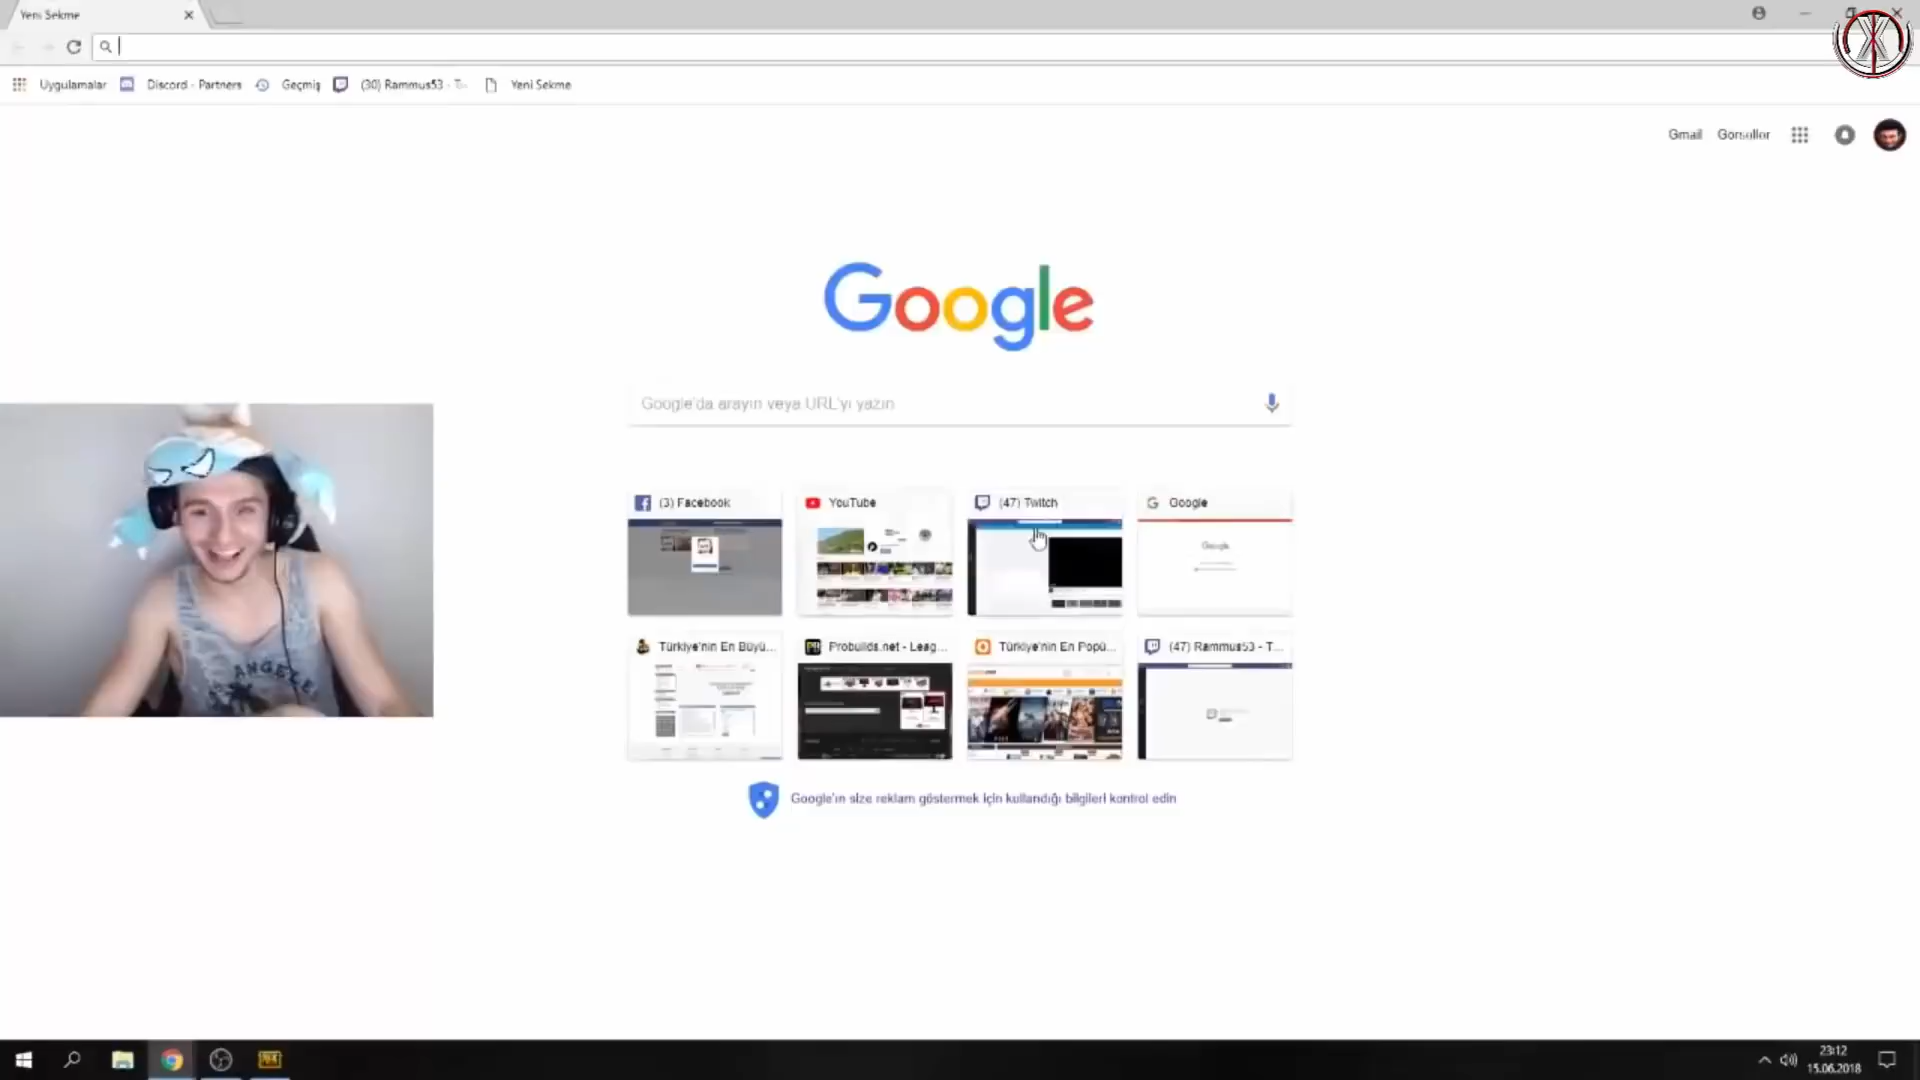 Yeni Sekme
Uygulamalar
Discord - Partners
Geçmiş
(30) Rammus53 - Tw
Yeni Sekme
Gmail
Görseller
Google
Google'da arayın veya URL'yi yazın
(3) Facebook
YouTube
(47) Twitch
Google
Türkiye'nin En Büyü...
Probuilds.net - Leag...
Türkiye'nin En Popü...
(47) Rammus53 - T...
ANGELE
Google'ın size reklam göstermek için kullandığı bilgileri kontrol edin
23:12
15.06.2018